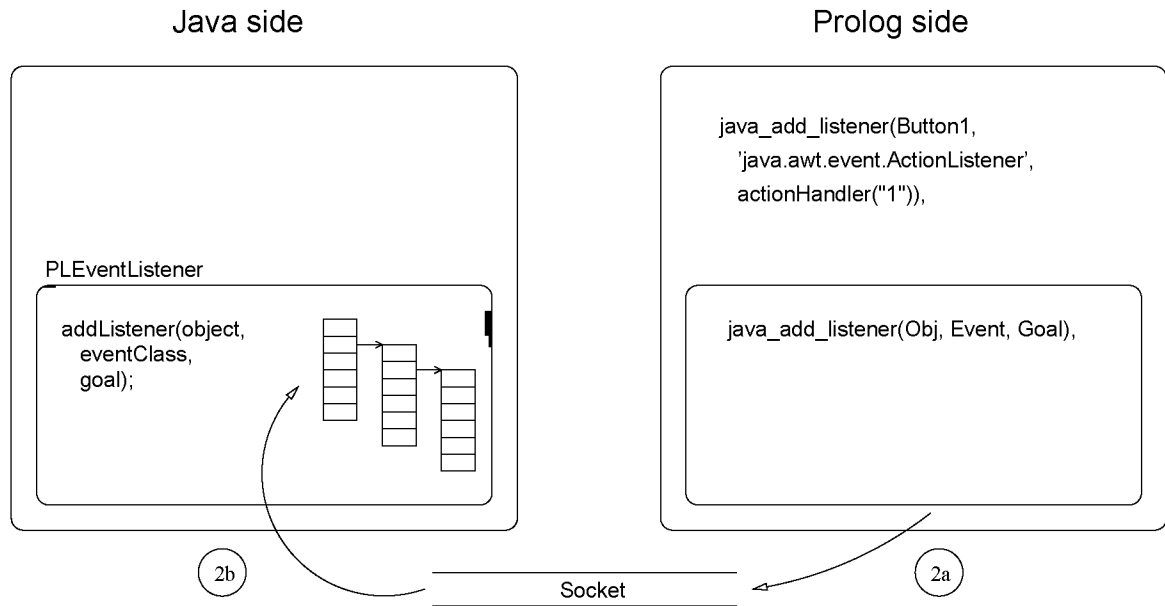 Java side
Prolog side
java_add_listener(Button1,
’java.awt.event.ActionListener’,
actionHandler("1")),
PLEventListener
addListener(object,
eventClass,
goal);
java_add_listener(Obj, Event, Goal),
2b
Socket
2a